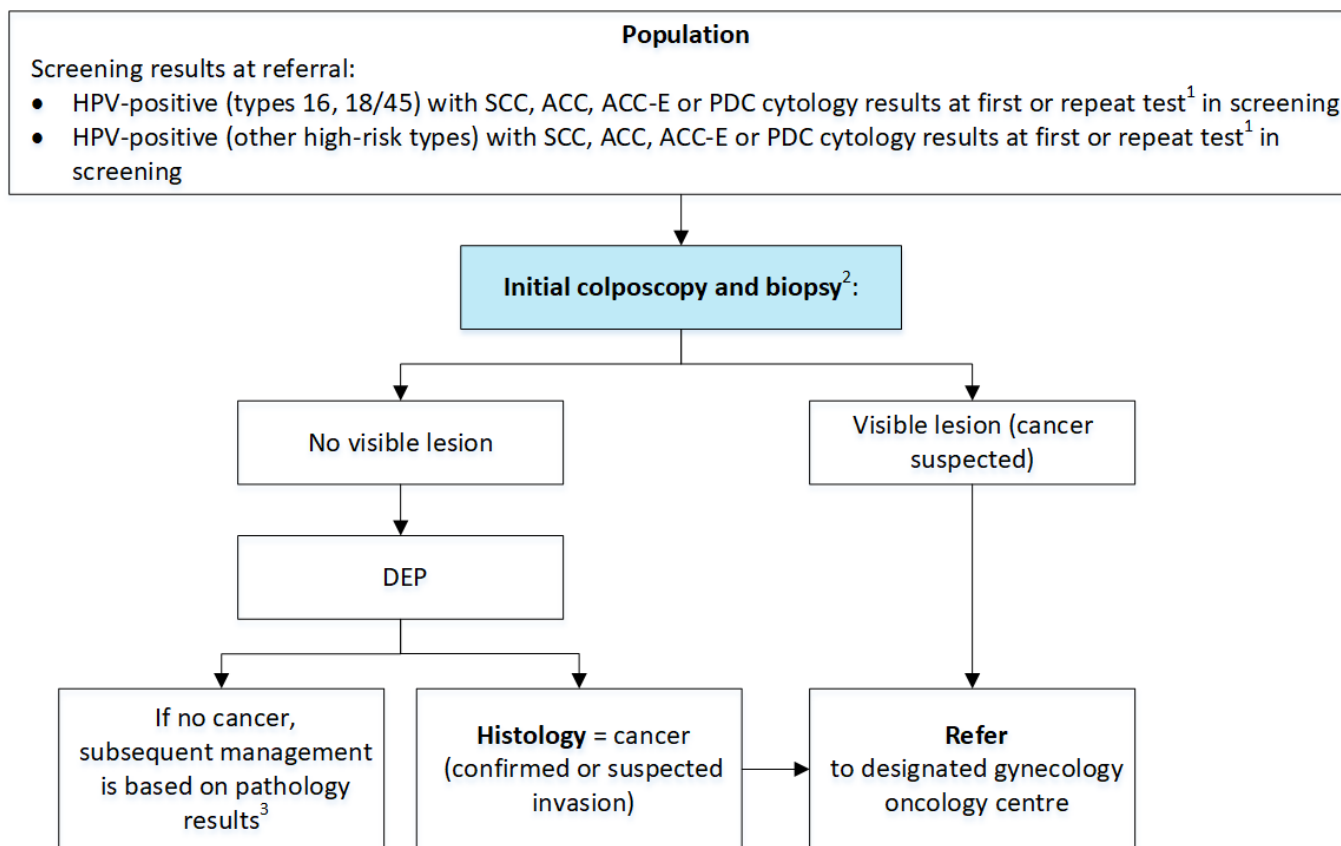 Population
Screening results at referral:
• HPV-positive (types 16, 18/45) with SCC, ACC, ACC-E or PDC cytology results at first or repeat test¹ in screening
• HPV-positive (other high-risk types) with SCC, ACC, ACC-E or PDC cytology results at first or repeat test¹ in
screening
Initial colposcopy and biopsy²:
No visible lesion
Visible lesion (cancer
suspected)
DEP
If no cancer,
subsequent management
is based on pathology
results³
Histology = cancer
(confirmed or suspected
invasion)
Refer
to designated gynecology
oncology centre